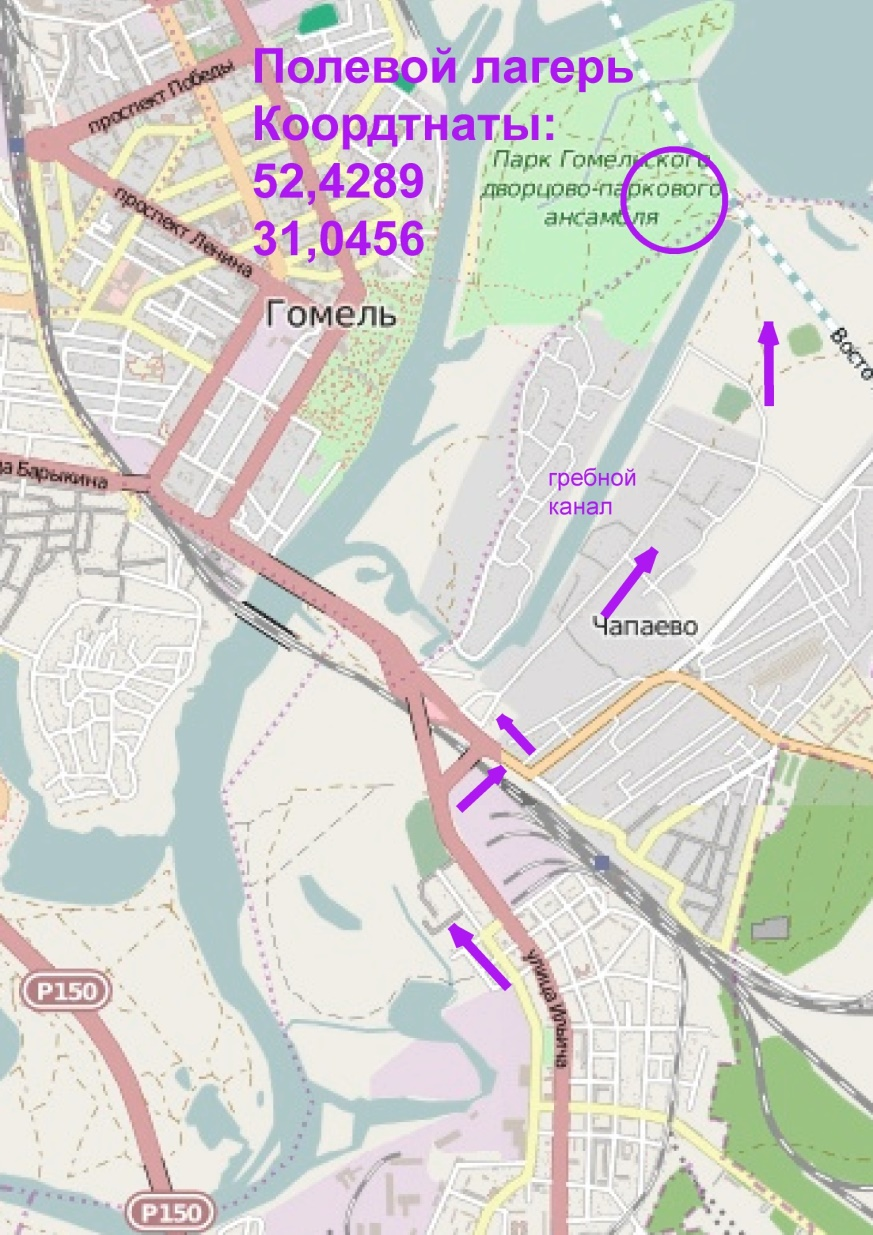 Полевой лагерь
Коордтнаты:
52,4289
31,0456
проспект Победы
Парк Гомельского
дворцово-паркового
ансамбля
проспект Ленина
Гомель
Восто
ца Барыкина
гребной
канал
Чапаево
улица Ильича
P150
P150